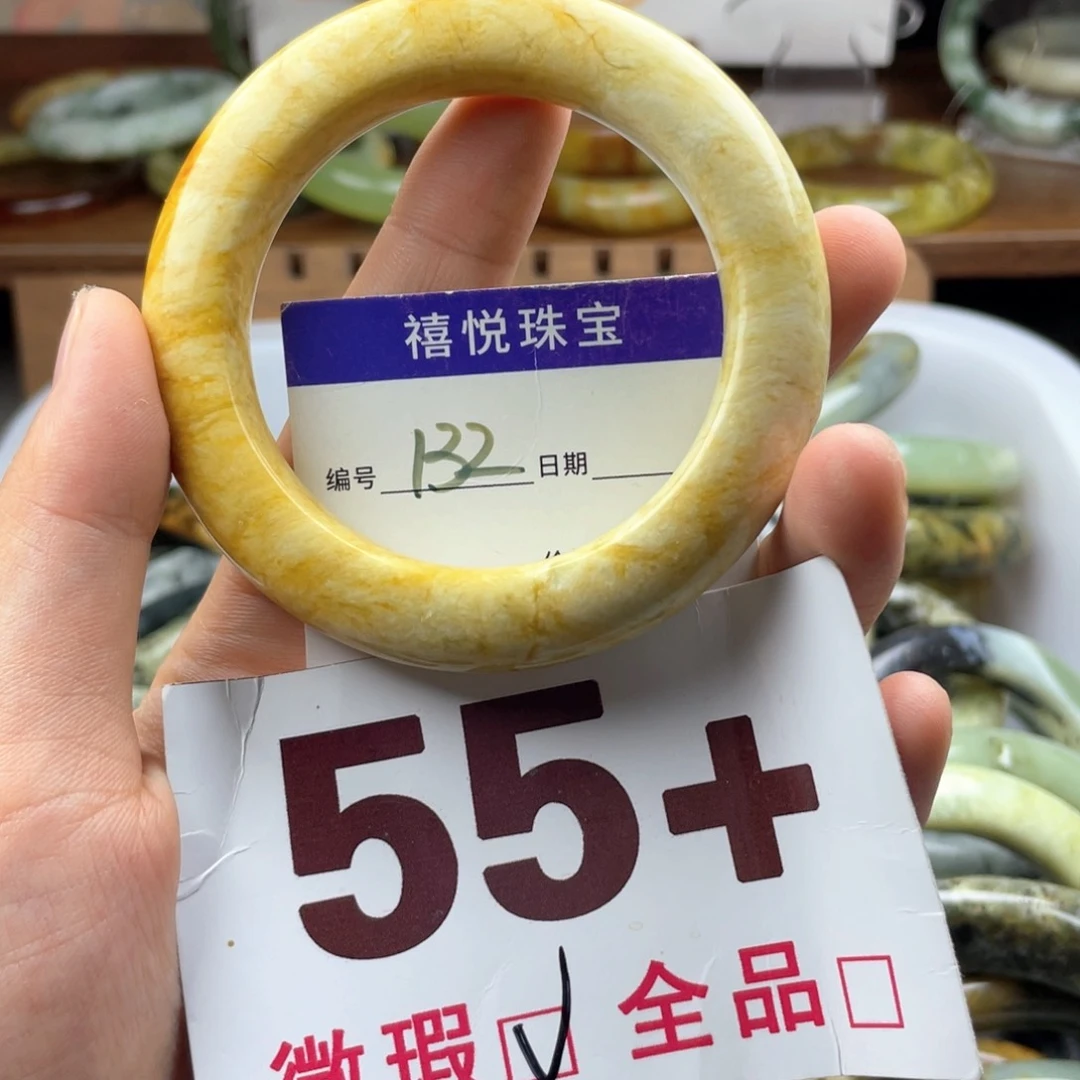 禧悦珠宝
编号 132 日期
55+
微瑕 全品